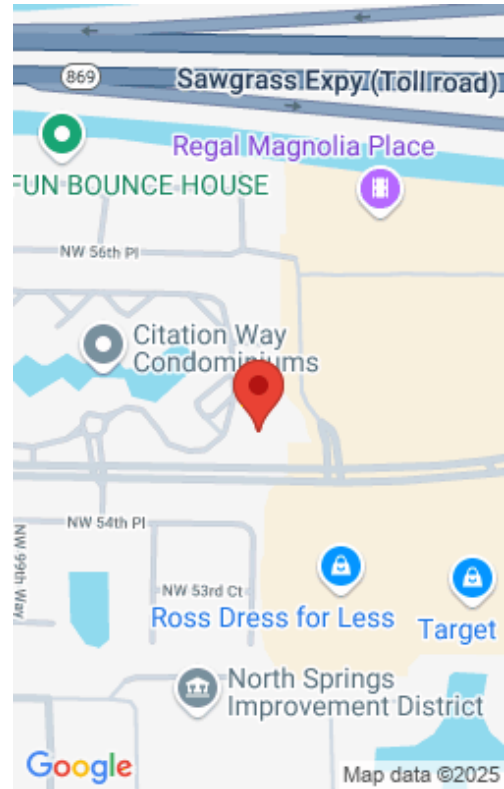 869
Sawgrass Expy (Toll road)
Regal Magnolia Place
FUN BOUNCE HOUSE
NW 56th Pl
Citation Way
Condominiums
NW 54th Pl
NW 99th Way
NW 53rd Ct
Ross Dress for Less
Target
North Springs
Improvement District
Google
Map data ©2025